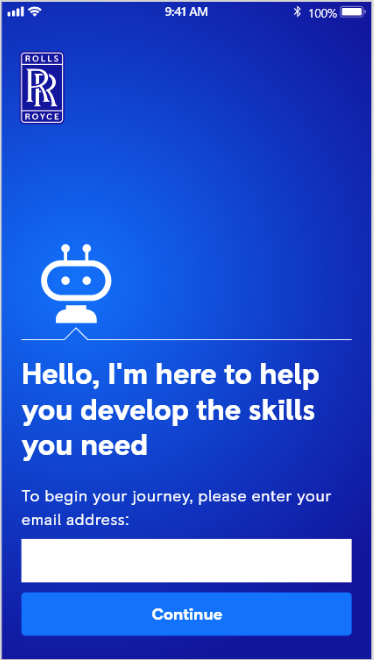 9:41 AM
100%
ROLLS
RR
ROYCE
Hello, I'm here to help
you develop the skills
you need
To begin your journey, please enter your
email address:
Continue